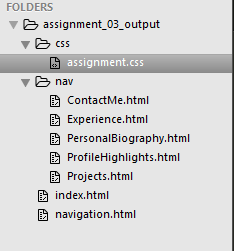 FOLDERS
assignment_03_output
css
assignment.css
nav
ContactMe.html
Experience.html
PersonalBiography.html
ProfileHighlights.html
Projects.html
index.html
navigation.html